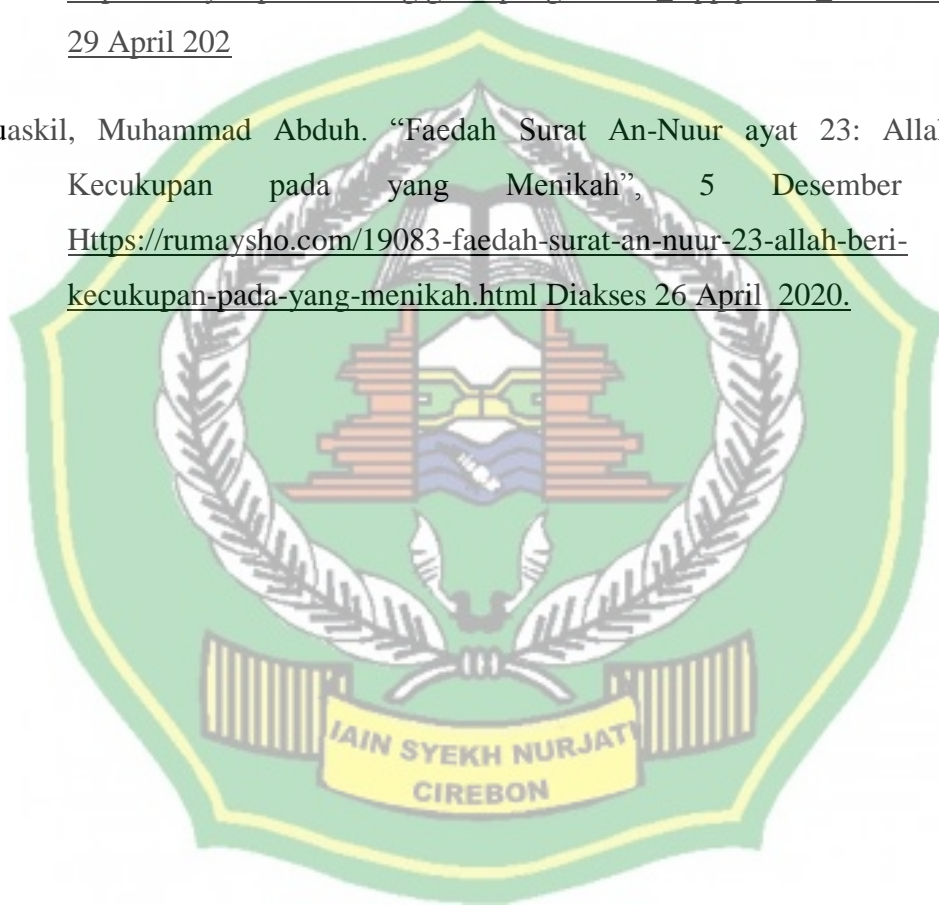 29 April 202
uaskil, Muhammad Abduh. “Faedah Surat An-Nuur ayat 23: Alla
Kecukupan pada yang Menikah”, 5 Desember
Https://rumaysho.com/19083-faedah-surat-an-nuur-23-allah-beri-
kecukupan-pada-yang-menikah.html Diakses 26 April 2020.
IAIN SYEKH NURJATI
CIREBON